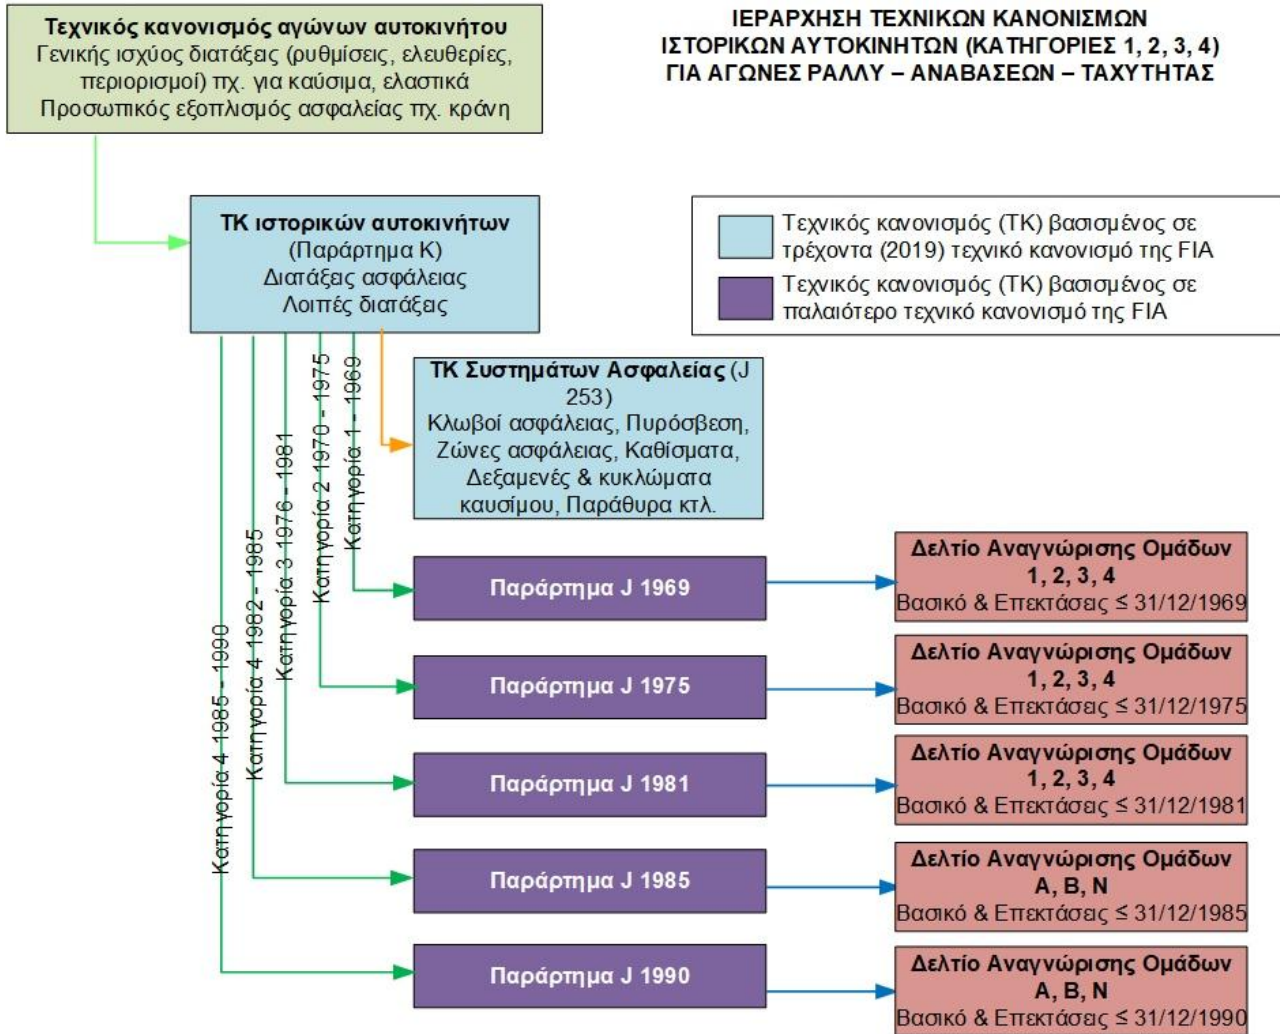 Τεχνικός κανονισμός αγώνων αυτοκινήτου
Γενικής ισχύος διατάξεις (ρυθμίσεις, ελευθερίες,
περιορισμοί) πχ. για καύσιμα, ελαστικά
Προσωπικός εξοπλισμός ασφαλείας πχ. κράνη
ΙΕΡΑΡΧΗΣΗ ΤΕΧΝΙΚΩΝ ΚΑΝΟΝΙΣΜΩΝ
ΙΣΤΟΡΙΚΩΝ ΑΥΤΟΚΙΝΗΤΩΝ (ΚΑΤΗΓΟΡΙΕΣ 1, 2, 3, 4)
ΓΙΑ ΑΓΩΝΕΣ ΡΑΛΛΥ – ΑΝΑΒΑΣΕΩΝ – ΤΑΧΥΤΗΤΑΣ
ΤΚ ιστορικών αυτοκινήτων
(Παράρτημα Κ)
Διατάξεις ασφάλειας
Λοιπές διατάξεις
Τεχνικός κανονισμός (ΤΚ) βασισμένος σε
τρέχοντα (2019) τεχνικό κανονισμό της FIA
Τεχνικός κανονισμός (ΤΚ) βασισμένος σε
παλαιότερο τεχνικό κανονισμό της FIA
Κατηγορία 4 1985 - 1990
Κατηγορία 4 1982 - 1985
Κατηγορία 3 1976 - 1981
Κατηγορία 2 1970 - 1975
Κατηγορία 1 - 1969
ΤΚ Συστημάτων Ασφαλείας (J
253)
Κλωβοί ασφάλειας, Πυρόσβεση,
Ζώνες ασφάλειας, Καθίσματα,
Δεξαμενές & κυκλώματα
καυσίμου, Παράθυρα κτλ.
Παράρτημα J 1969
Δελτίο Αναγνώρισης Ομάδων
1, 2, 3, 4
Βασικό & Επεκτάσεις ≤ 31/12/1969
Παράρτημα J 1975
Δελτίο Αναγνώρισης Ομάδων
1, 2, 3, 4
Βασικό & Επεκτάσεις ≤ 31/12/1975
Παράρτημα J 1981
Δελτίο Αναγνώρισης Ομάδων
1, 2, 3, 4
Βασικό & Επεκτάσεις ≤ 31/12/1981
Παράρτημα J 1985
Δελτίο Αναγνώρισης Ομάδων
Α, Β, Ν
Βασικό & Επεκτάσεις ≤ 31/12/1985
Παράρτημα J 1990
Δελτίο Αναγνώρισης Ομάδων
Α, Β, Ν
Βασικό & Επεκτάσεις ≤ 31/12/1990